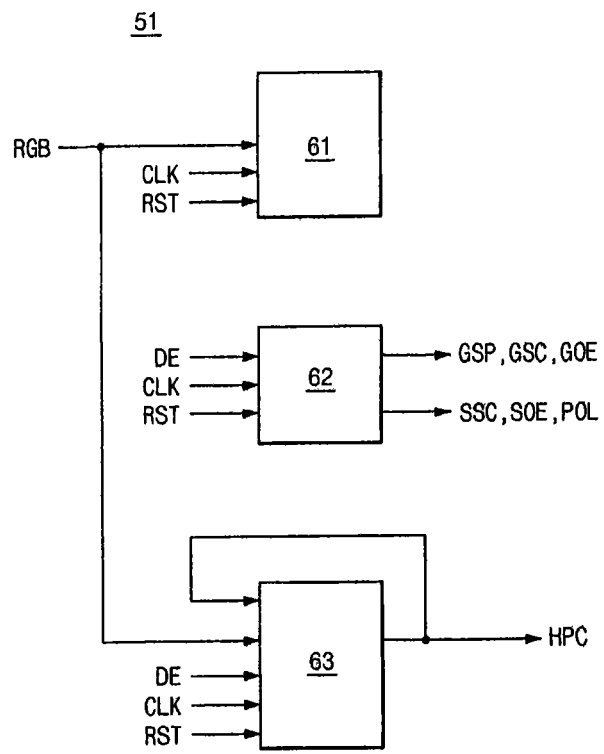 51
RGB
CLK
RST
61
DE
CLK
RST
62
GSP,GSC,GOE
SSC,SOE,POL
DE
CLK
RST
63
HPC